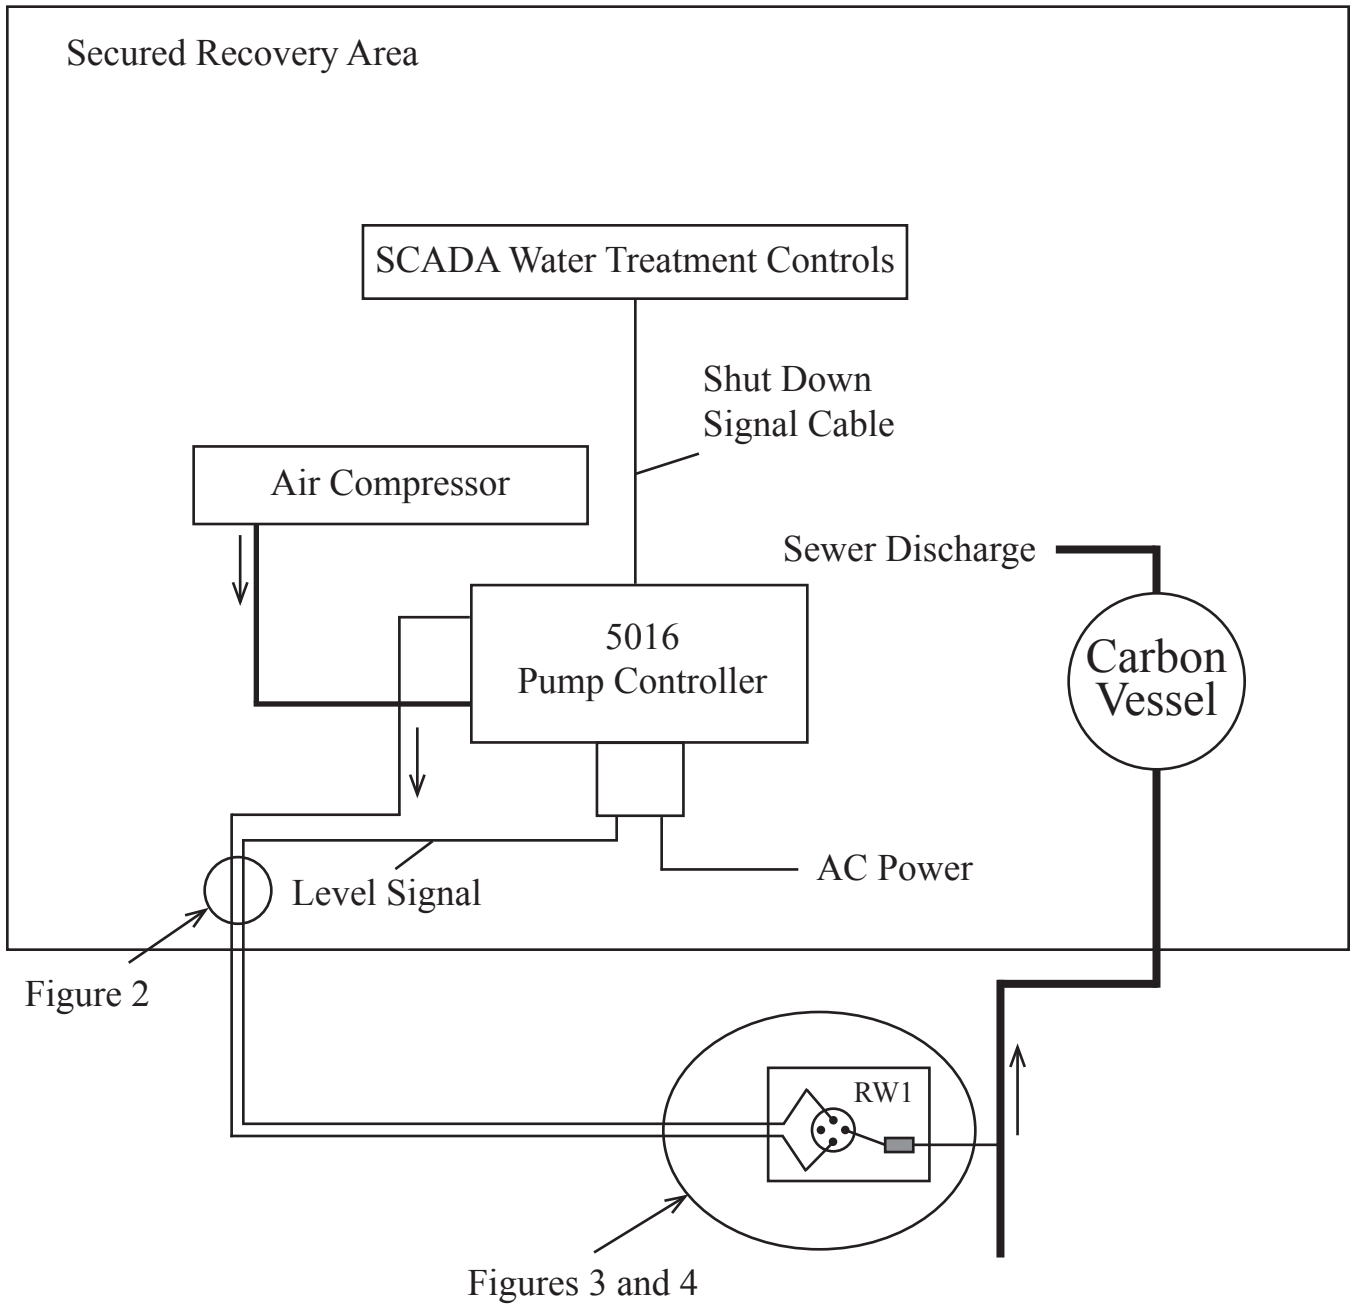 Secured Recovery Area
SCADA Water Treatment Controls
Shut Down
Signal Cable
Air Compressor
Sewer Discharge
5016
Pump Controller
Carbon
Vessel
AC Power
Level Signal
Figure 2
RW1
Figures 3 and 4